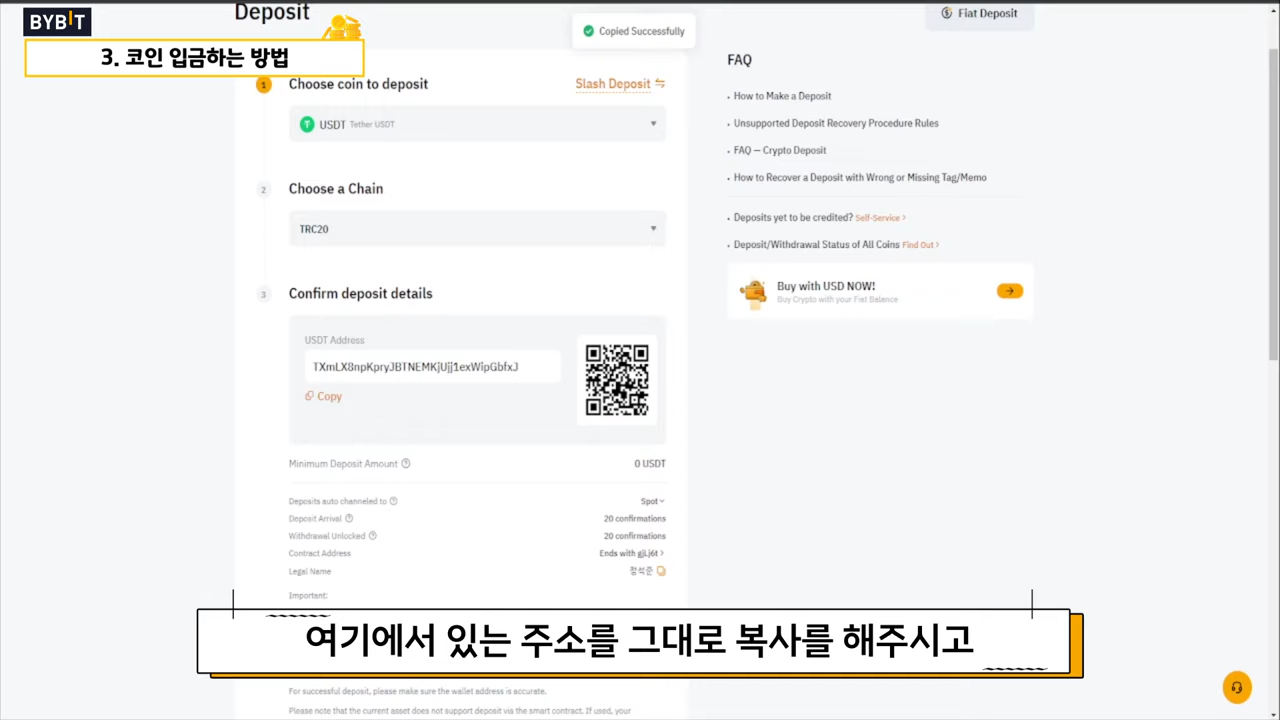 Deposit
BYBIT
3. 코인 입금하는 방법
Copied Successfully
Fiat Deposit
1 Choose coin to deposit
Slash Deposit
USDT Tether USDT
2 Choose a Chain
TRC20
3 Confirm deposit details
USDT Address
TXmLX8npKpryJBTNEMKjUjj1exWipGbfxJ
Copy
Minimum Deposit Amount
0 USDT
Deposits auto channeled to
Spot
Deposit Arrival
20 confirmations
Withdrawal Unlocked
20 confirmations
Contract Address
Ends with gjLj6t >
Legal Name
정석준
Important:
For successful deposit, please make sure the wallet address is accurate.
Please note that the current asset does not support deposit via the smart contract. If used, your
FAQ
How to Make a Deposit
Unsupported Deposit Recovery Procedure Rules
FAQ — Crypto Deposit
How to Recover a Deposit with Wrong or Missing Tag/Memo
Deposits yet to be credited? Self-Service >
Deposit/Withdrawal Status of All Coins Find Out >
Buy with USD NOW!
Buy Crypto with your Fiat Balance
여기에서 있는 주소를 그대로 복사를 해주시고